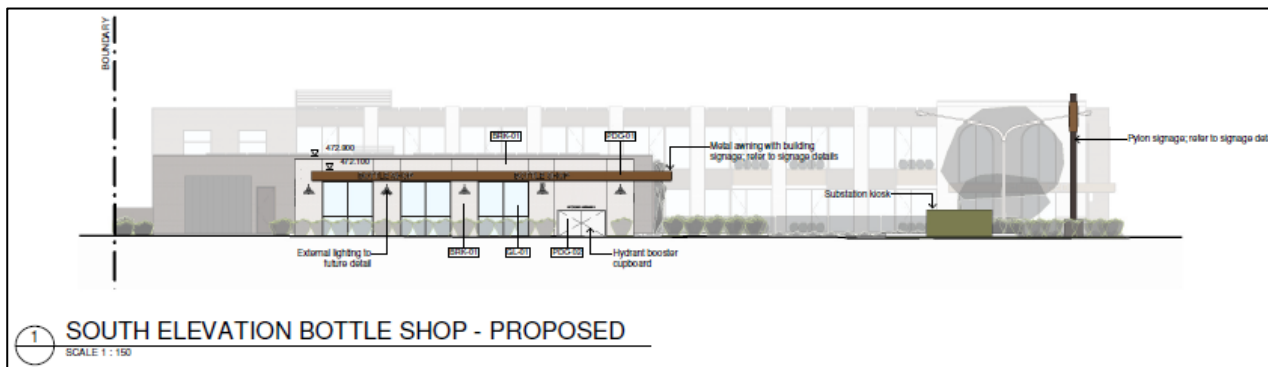 BOUNDARY
472.900
472.100
BRK-01
PDG-01
Metal awning with building
signage; refer to signage details
Pylon signage; refer to signage det
Substation kiosk
External lighting to
future detail
BRK-01
GL-01
PDG-02
Hydrant booster
cupboard
1
SOUTH ELEVATION BOTTLE SHOP - PROPOSED
SCALE 1 : 150